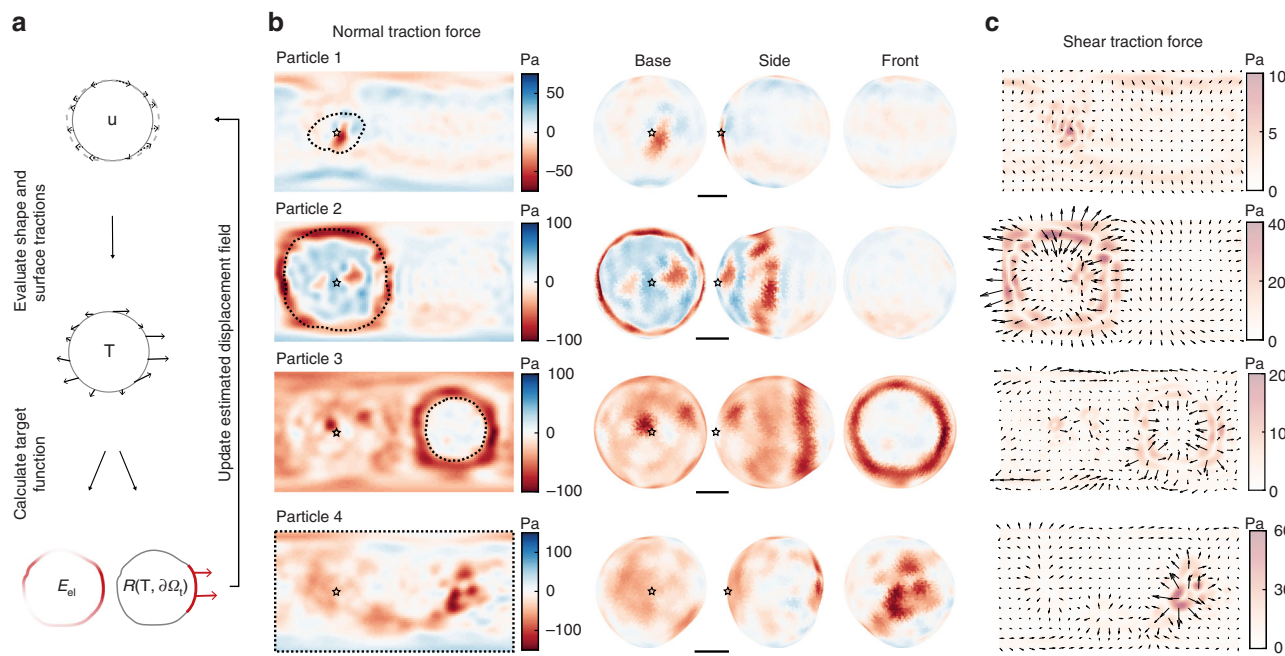 a
u
Evaluate shape and
surface tractions
T
Calculate target
function
E_el
R(T, ∂Ω_t)
Update estimated displacement field
b
Normal traction force
Particle 1
Pa
50
0
−50
Base
Side
Front
Particle 2
Pa
100
0
−100
Particle 3
Pa
100
0
−100
Particle 4
Pa
100
0
−100
c
Shear traction force
Pa
10
5
0
Pa
40
20
0
Pa
20
10
0
Pa
60
30
0